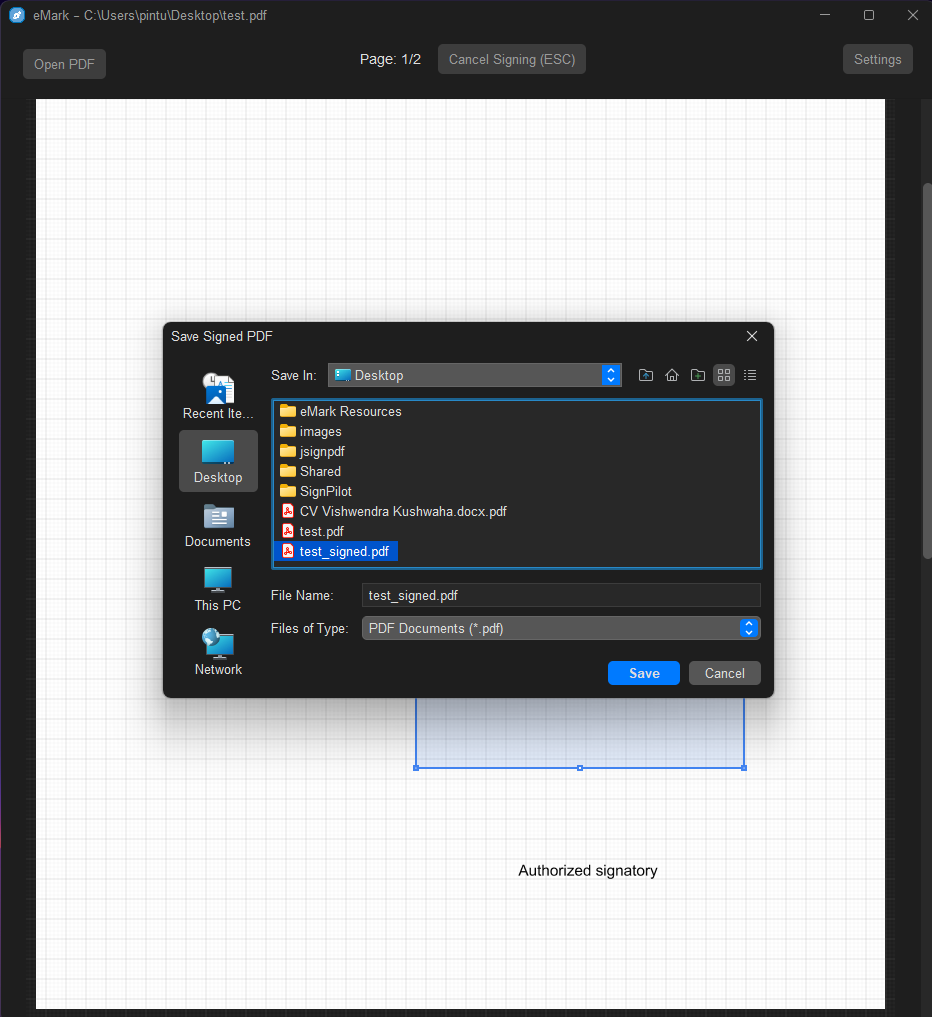 eMark – C:\Users\pintu\Desktop\test.pdf
Open PDF
Page: 1/2
Cancel Signing (ESC)
Settings
Save Signed PDF
Save In:
Desktop
Recent Ite...
Desktop
Documents
This PC
Network
eMark Resources
images
jsignpdf
Shared
SignPilot
CV Vishwendra Kushwaha.docx.pdf
test.pdf
test_signed.pdf
File Name:
test_signed.pdf
Files of Type:
PDF Documents (*.pdf)
Save
Cancel
Authorized signatory